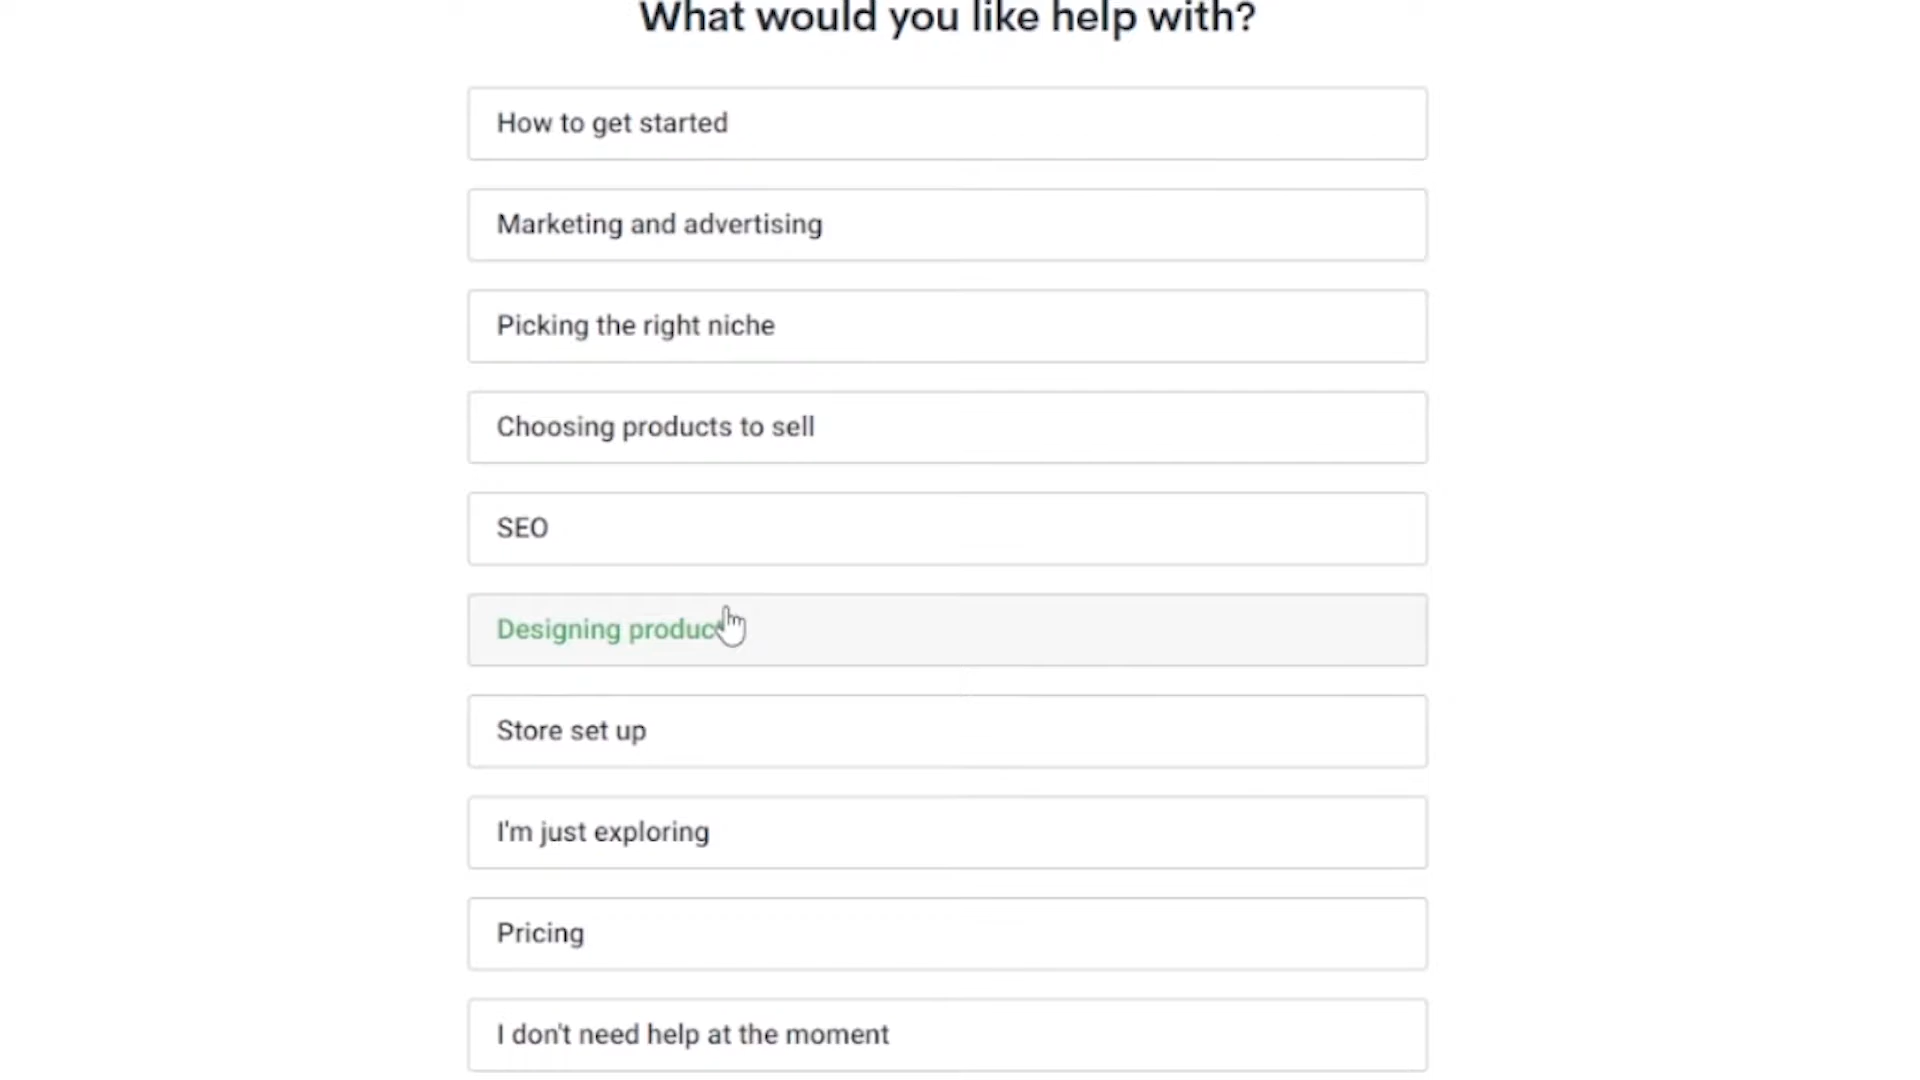 What would you like help with?
How to get started
Marketing and advertising
Picking the right niche
Choosing products to sell
SEO
Designing
Store set up
I'm just exploring
Pricing
I don't need help at the moment